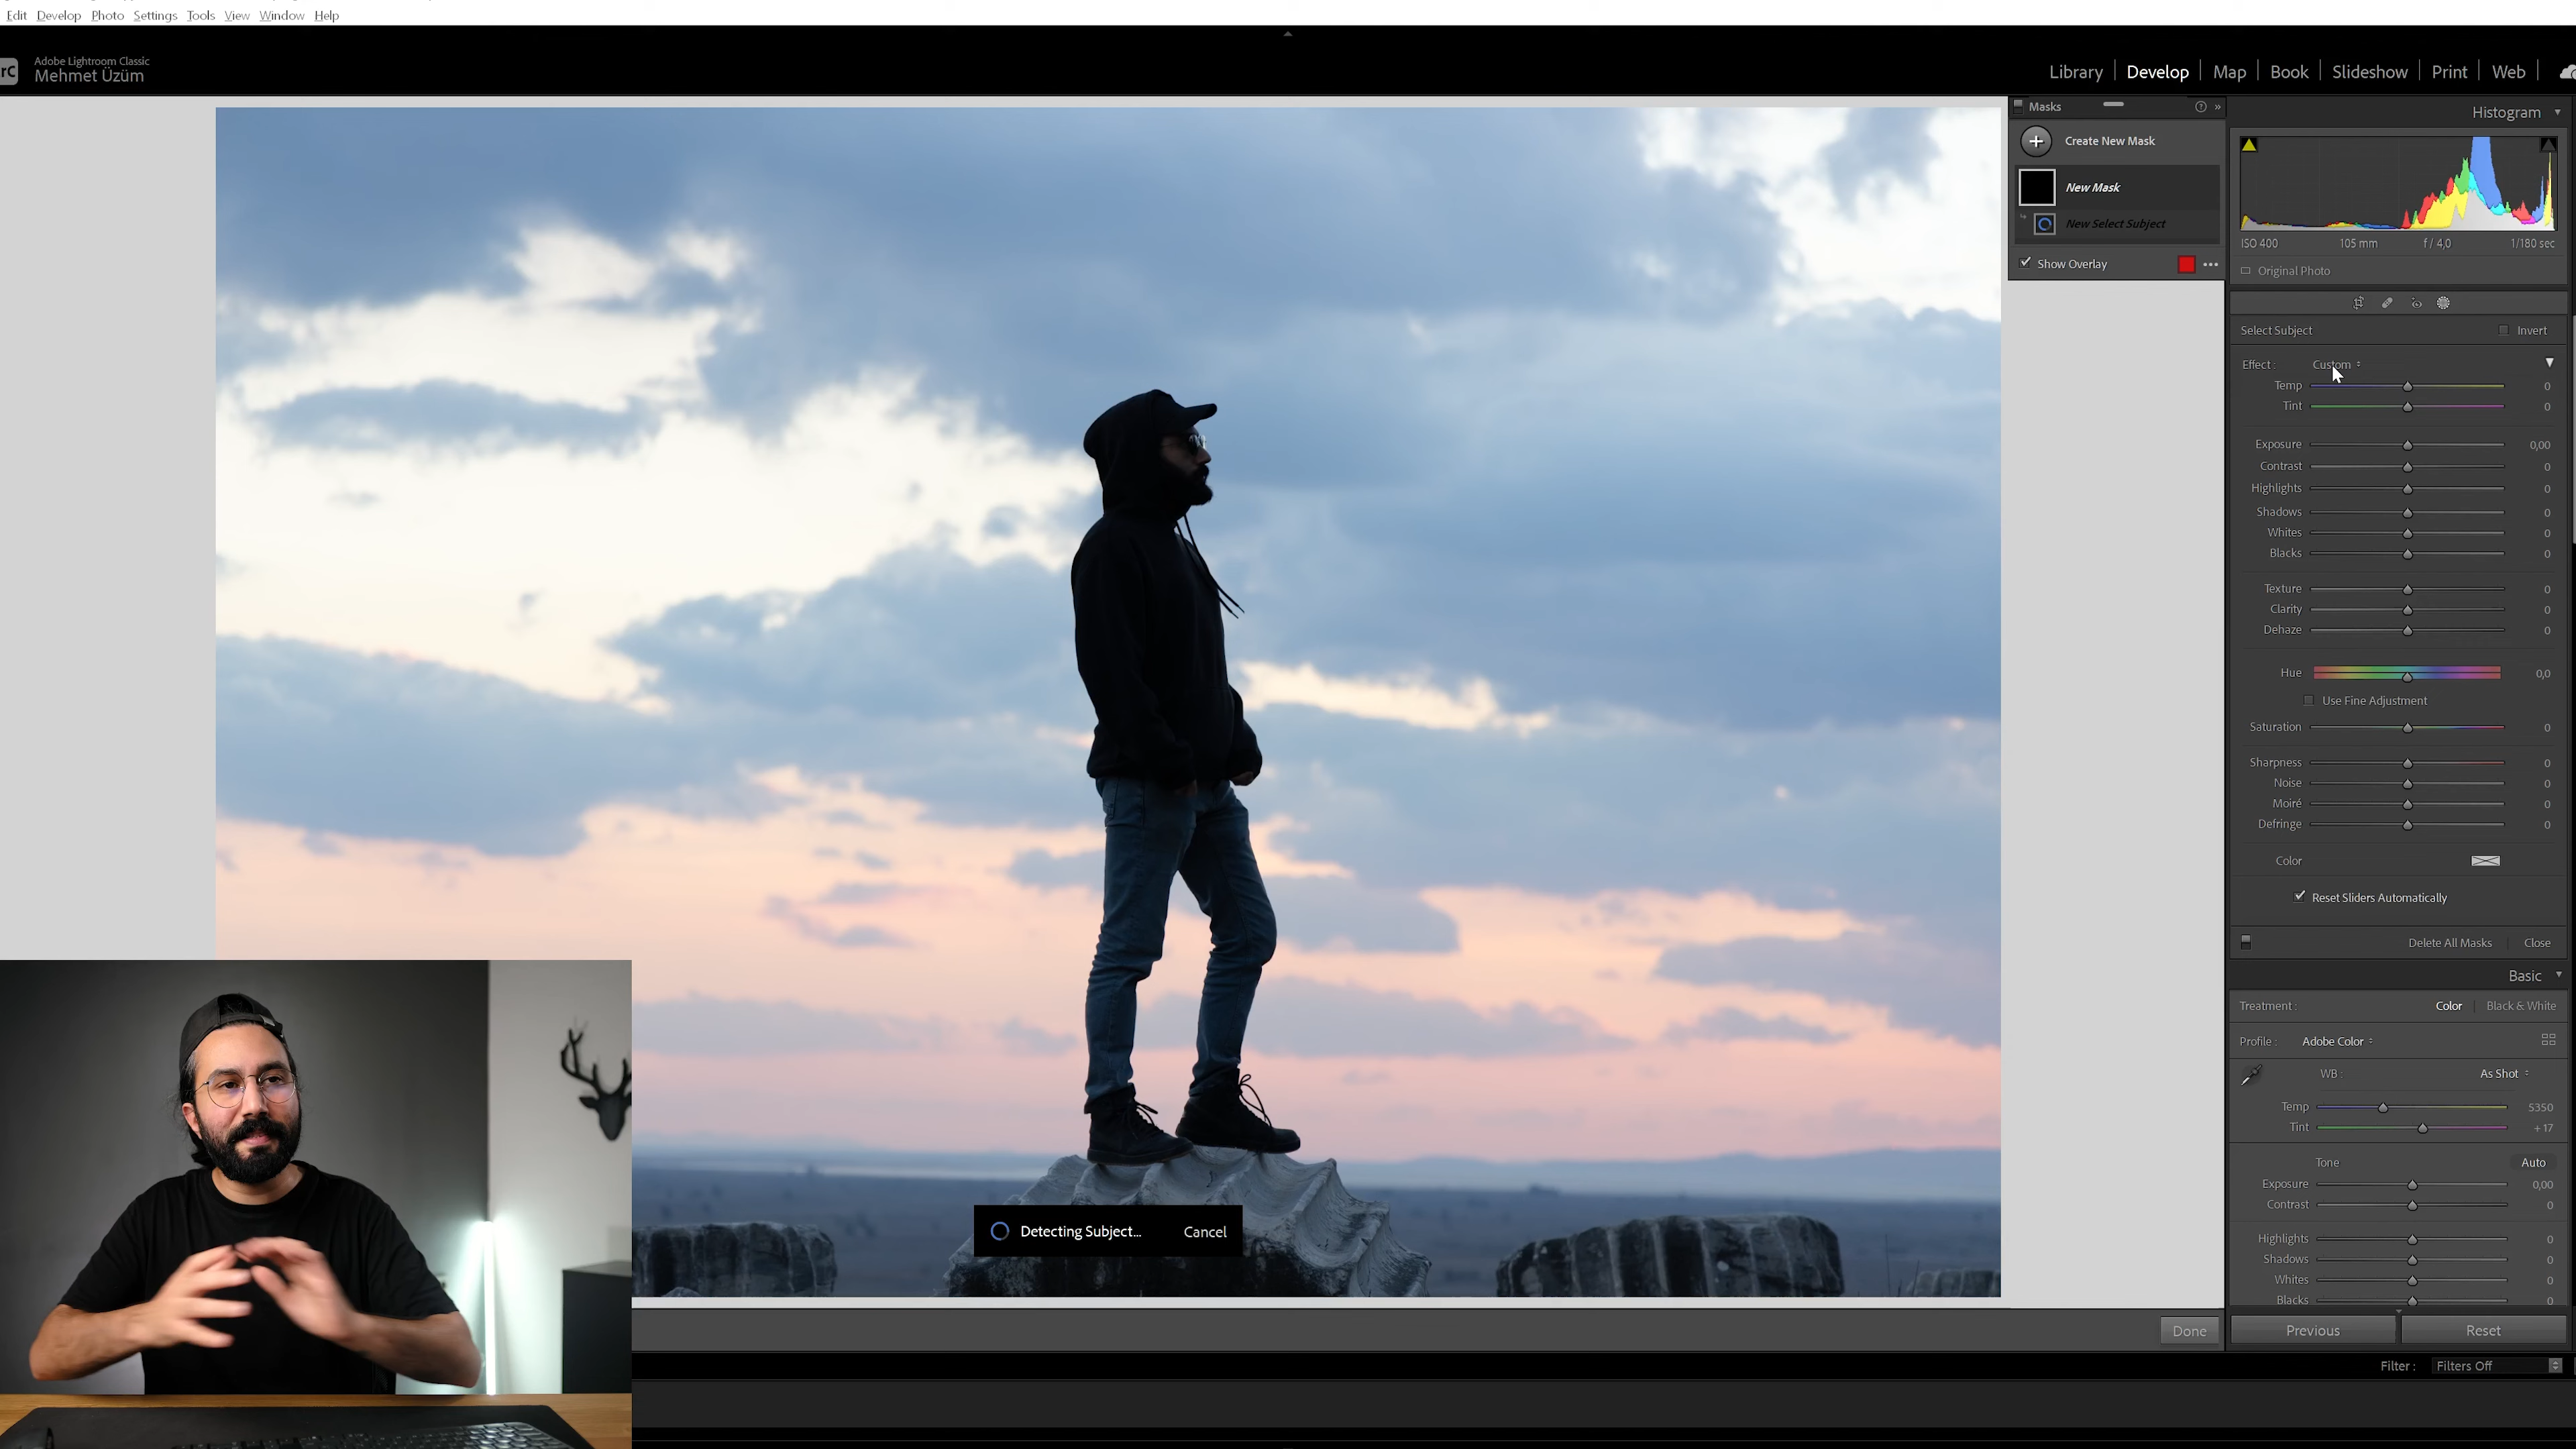 Edit Develop Photo Settings Tools View Window Help
rC
Adobe Lightroom Classic
Mehmet Üzüm
Library | Develop | Map | Book | Slideshow | Print | Web |
Masks
Create New Mask
New Mask
New Select Subject
Show Overlay
Histogram
ISO 400 105 mm f / 4,0 1/180 sec
Original Photo
Select Subject Invert
Effect : Custom
Temp 0
Tint 0
Exposure 0,00
Contrast 0
Highlights 0
Shadows 0
Whites 0
Blacks 0
Texture 0
Clarity 0
Dehaze 0
Hue 0,0
Use Fine Adjustment
Saturation 0
Sharpness 0
Noise 0
Moiré 0
Defringe 0
Color
Reset Sliders Automatically
Delete All Masks Close
Basic
Treatment : Color Black & White
Profile : Adobe Color
WB : As Shot
Temp 5350
Tint + 17
Tone Auto
Exposure 0,00
Contrast 0
Highlights 0
Shadows 0
Whites 0
Blacks 0
Detecting Subject... Cancel
Done
Previous Reset
Filter : Filters Off